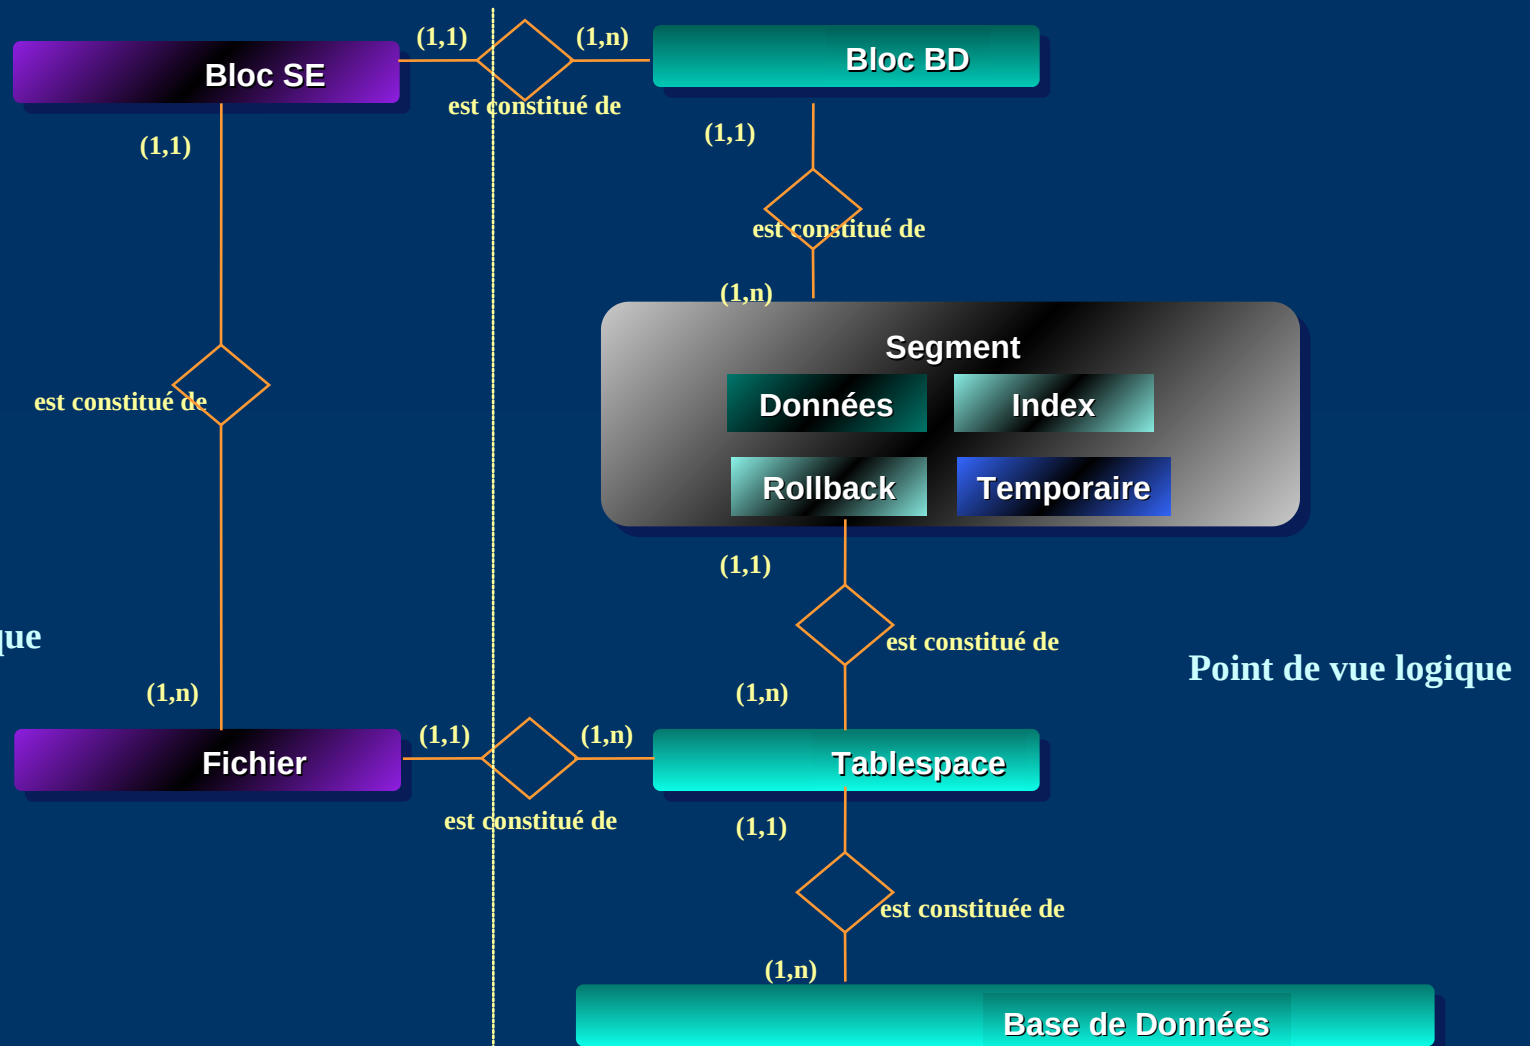 (1,1)
(1,n)
Bloc SE
Bloc BD
est constitué de
(1,1)
(1,1)
est constitué de
(1,n)
Segment
Données
Index
est constitué de
Rollback
Temporaire
(1,1)
que
est constitué de
Point de vue logique
(1,n)
(1,n)
(1,1)
(1,n)
Fichier
Tablespace
est constitué de
(1,1)
est constituée de
(1,n)
Base de Données